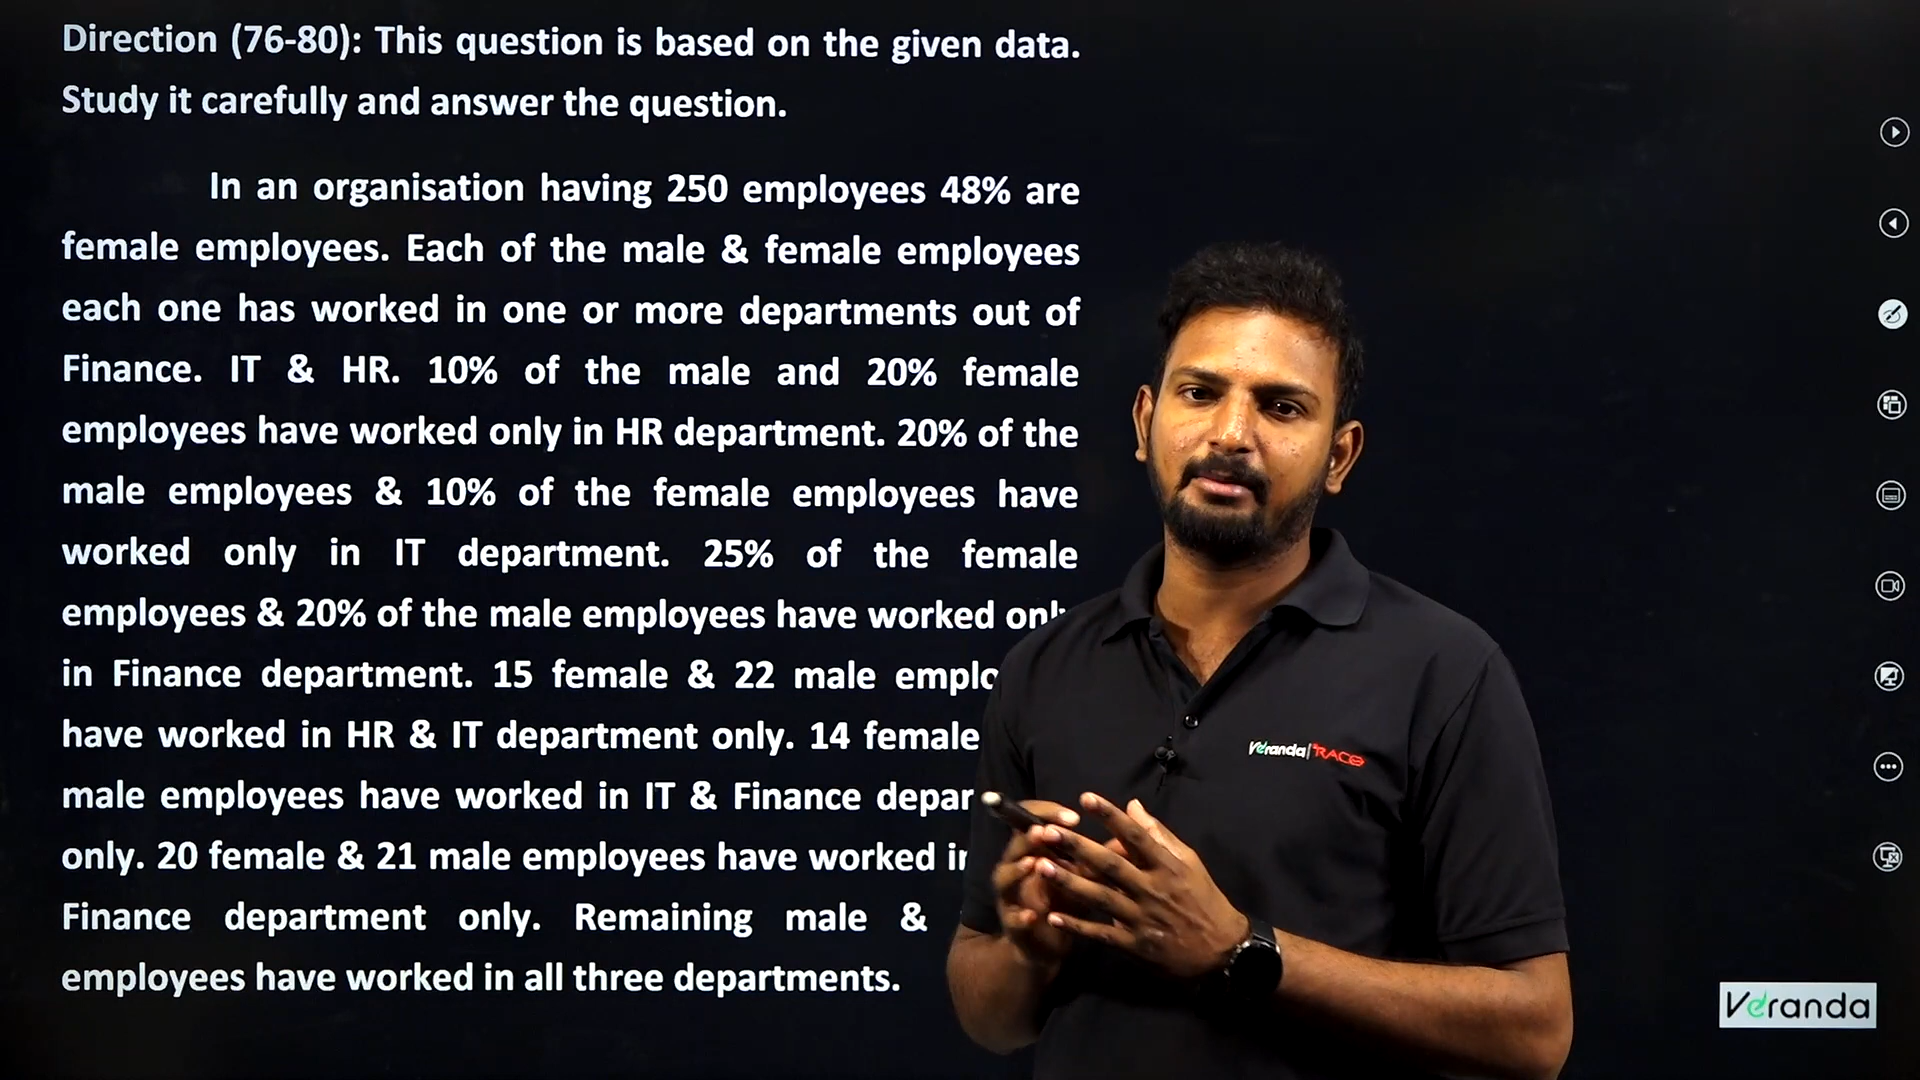 Direction (76-80): This question is based on the given data.
Study it carefully and answer the question.
In an organisation having 250 employees 48% are
female employees. Each of the male & female employees
each one has worked in one or more departments out of
Finance. IT & HR. 10% of the male and 20% female
employees have worked only in HR department. 20% of the
male employees & 10% of the female employees have
worked only in IT department. 25% of the female
employees & 20% of the male employees have worked only
in Finance department. 15 female & 22 male emplo
have worked in HR & IT department only. 14 female
male employees have worked in IT & Finance depar
only. 20 female & 21 male employees have worked in
Finance department only. Remaining male &
employees have worked in all three departments.
Veranda RACE
Veranda